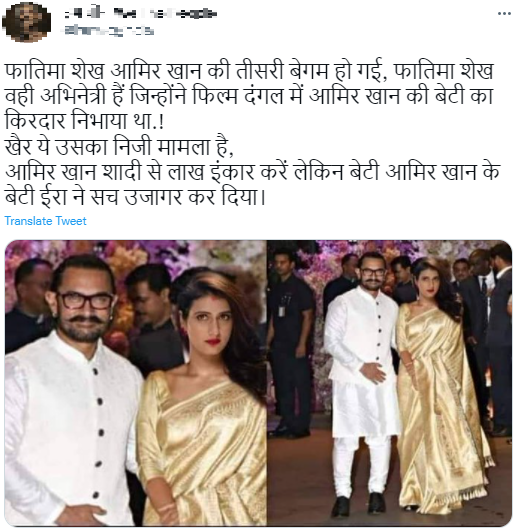 फातिमा शेख आमिर खान की तीसरी बेगम हो गई, फातिमा शेख
वही अभिनेत्री हैं जिन्होंने फिल्म दंगल में आमिर खान की बेटी का
किरदार निभाया था.!
खैर ये उसका निजी मामला है,
आमिर खान शादी से लाख इंकार करें लेकिन बेटी आमिर खान के
बेटी ईरा ने सच उजागर कर दिया।
Translate Tweet